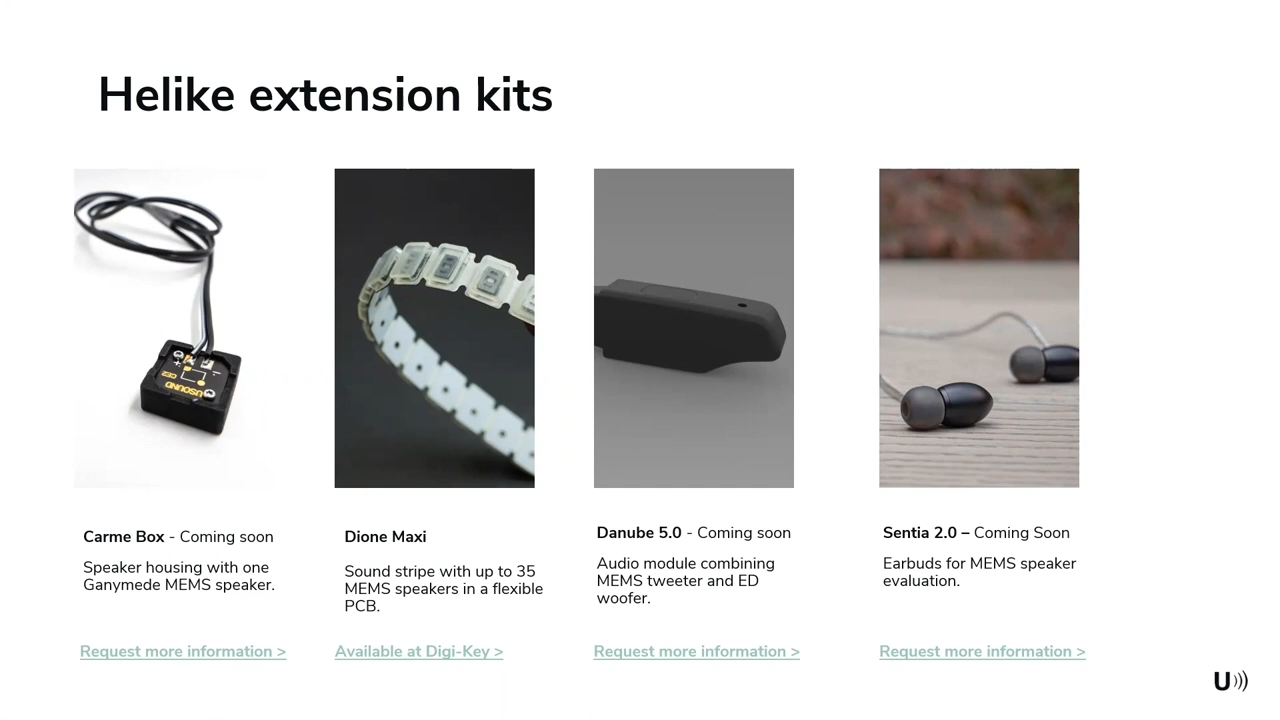 Helike extension kits
USOUND
Carme Box - Coming soon
Speaker housing with one
Ganymede MEMS speaker.
Request more information >
Dione Maxi
Sound stripe with up to 35
MEMS speakers in a flexible
PCB.
Available at Digi-Key >
Danube 5.0 - Coming soon
Audio module combining
MEMS tweeter and ED
woofer.
Request more information >
Sentia 2.0 – Coming Soon
Earbuds for MEMS speaker
evaluation.
Request more information >
U